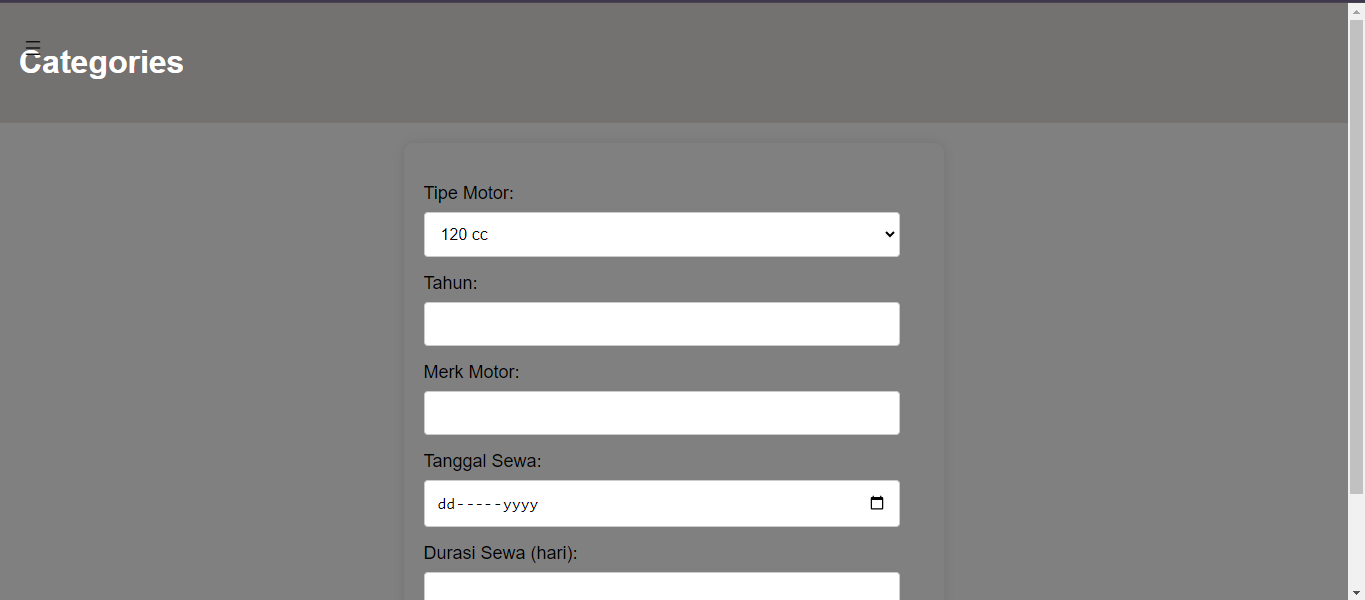 Categories
Tipe Motor:
120 cc
Tahun:
Merk Motor:
Tanggal Sewa:
dd-----yyyy
Durasi Sewa (hari):